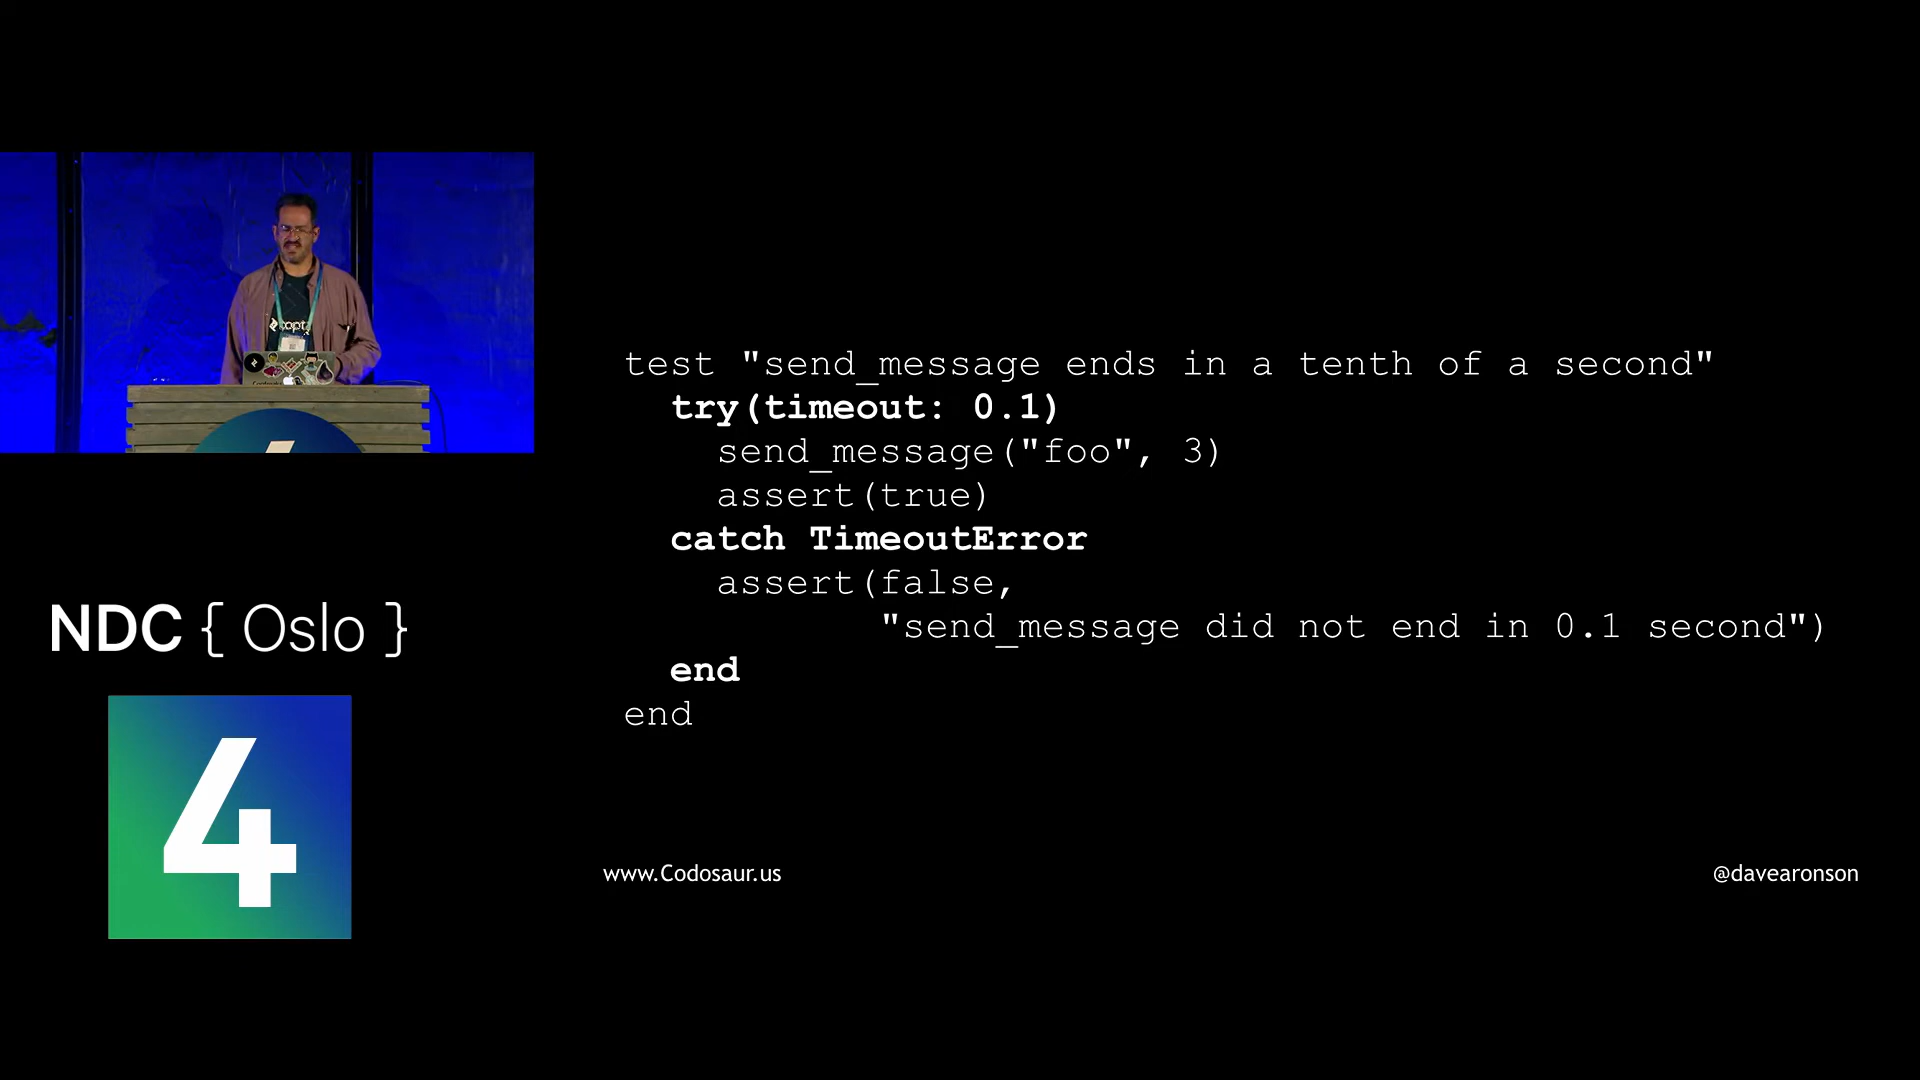 test "send_message ends in a tenth of a second"
try(timeout: 0.1)
send_message("foo", 3)
assert(true)
catch TimeoutError
assert(false,
"send_message did not end in 0.1 second")
end
end
NDC { Oslo }
4
www.Codosaur.us
@davearonson